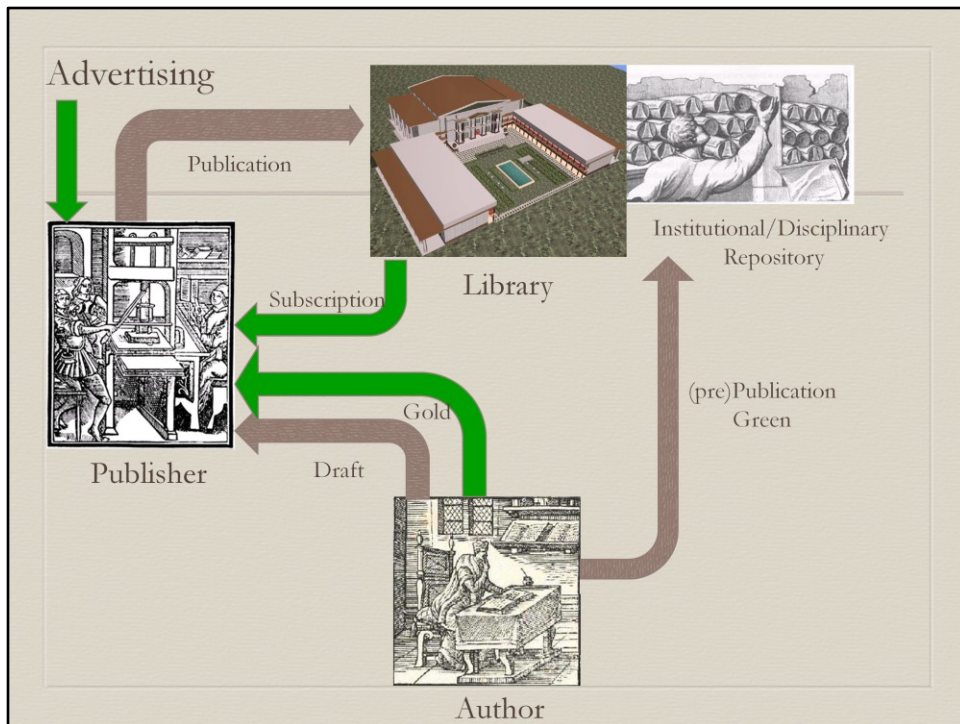 Advertising
Publication
Institutional/Disciplinary
Repository
Library
Subscription
(pre)Publication
Green
Gold
Draft
Publisher
Author